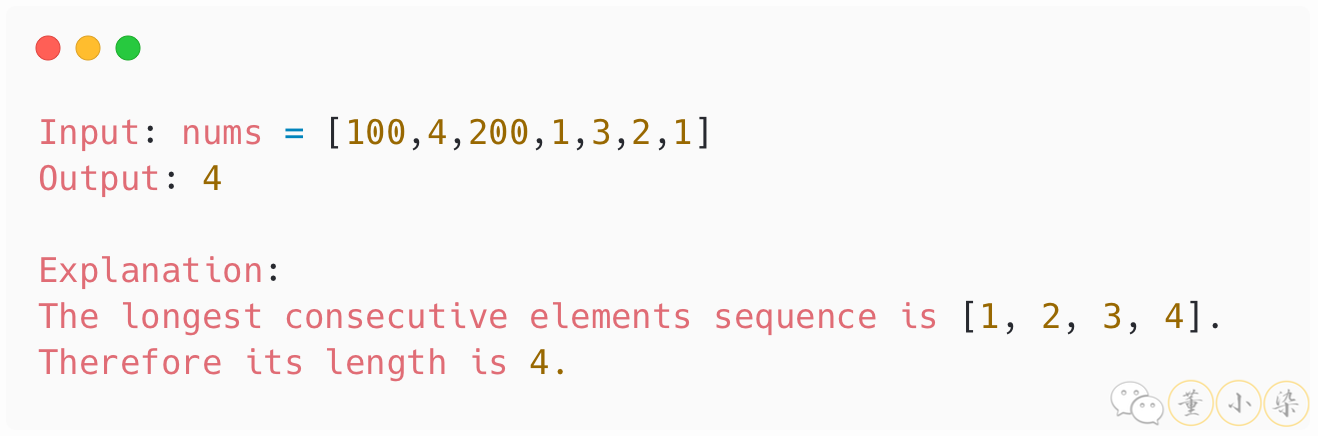 Input: nums = [100,4,200,1,3,2,1]
Output: 4
Explanation:
The longest consecutive elements sequence is [1, 2, 3, 4].
Therefore its length is 4.
董小染